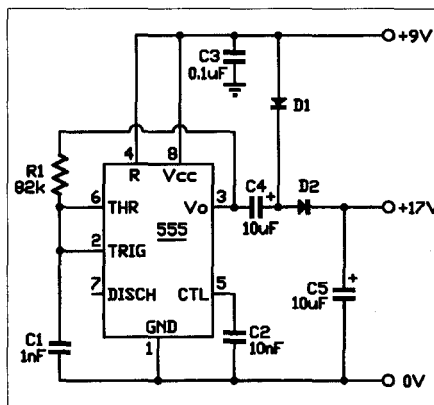 +9V
C3
0.1uF
D1
4
8
R1
82k
R
Vcc
C4
D2
6
THR
Vo
3
+
+17V
555
10uF
2
TRIG
7
DISCH
CTL
5
+
C5
10uF
GND
C1
1nF
1
C2
10nF
0V